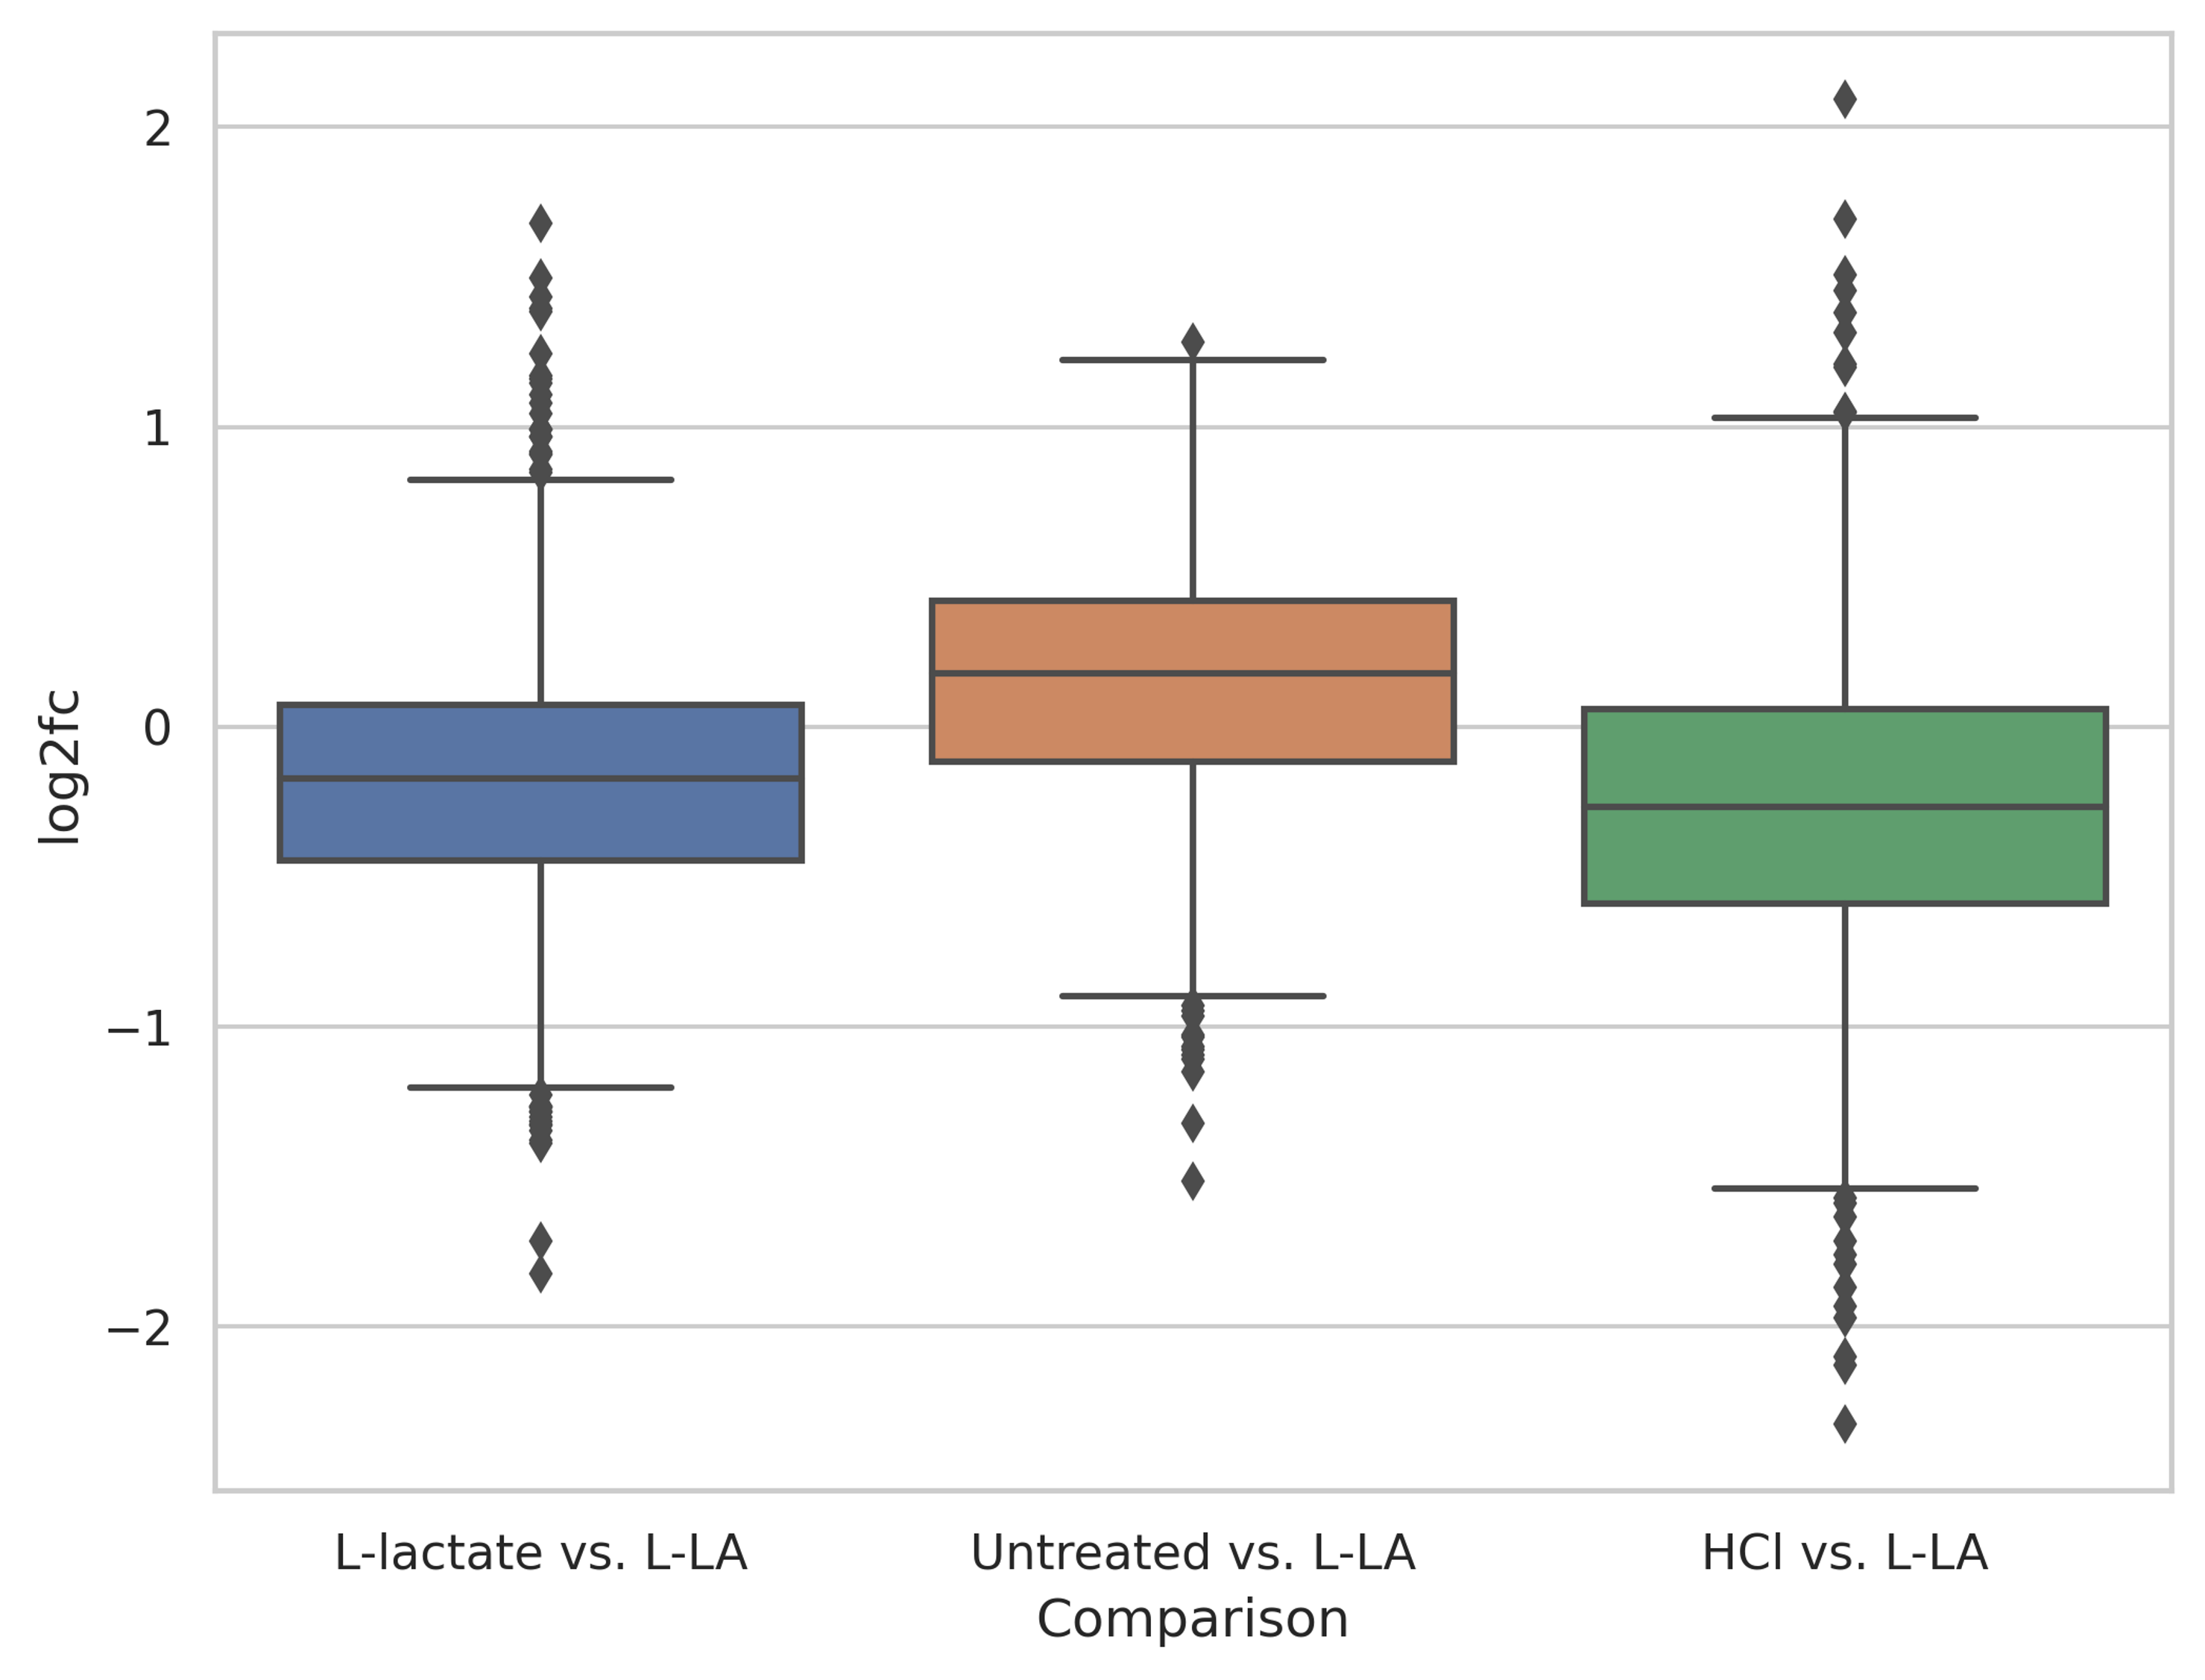 2
1
0
−1
−2
log2fc
L-lactate vs. L-LA
Untreated vs. L-LA
HCl vs. L-LA
Comparison